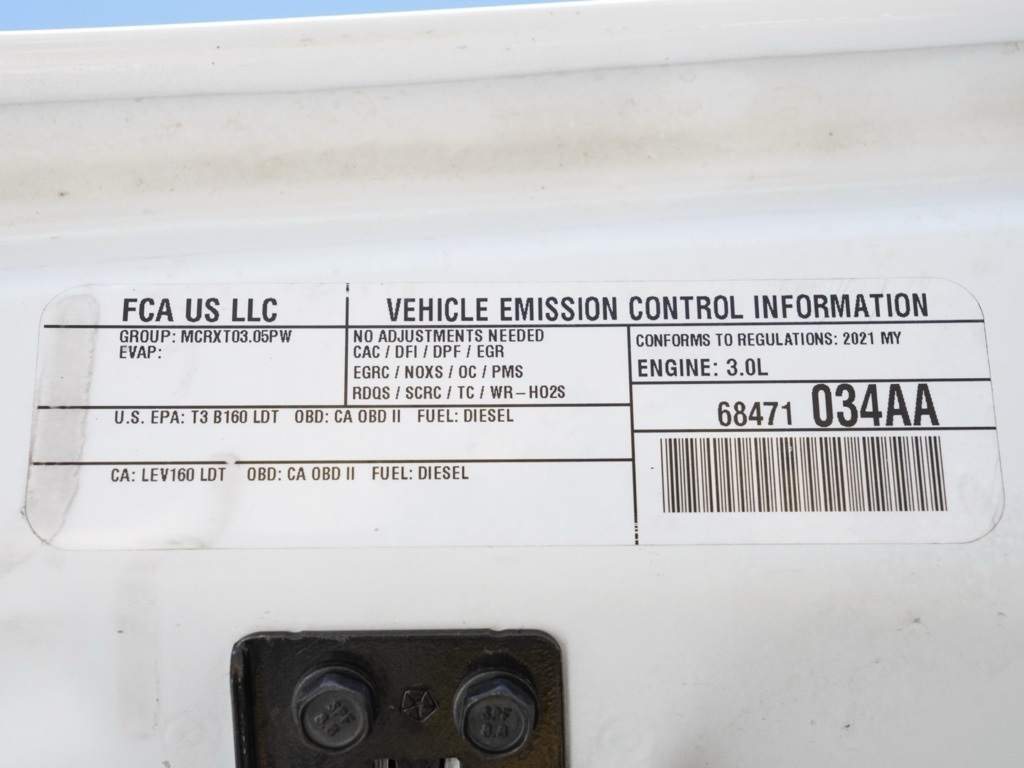 FCA US LLC
VEHICLE EMISSION CONTROL INFORMATION
GROUP: MCRXT03.05PW
EVAP:
NO ADJUSTMENTS NEEDED
CAC / DFI / DPF / EGR
EGRC / NOXS / OC / PMS
RDQS / SCRC / TC / WR-HO2S
CONFORMS TO REGULATIONS: 2021 MY
ENGINE: 3.0L
68471 034AA
U.S. EPA: T3 B160 LDT OBD: CA OBD II FUEL: DIESEL
CA: LEV160 LDT OBD: CA OBD II FUEL: DIESEL
8.8